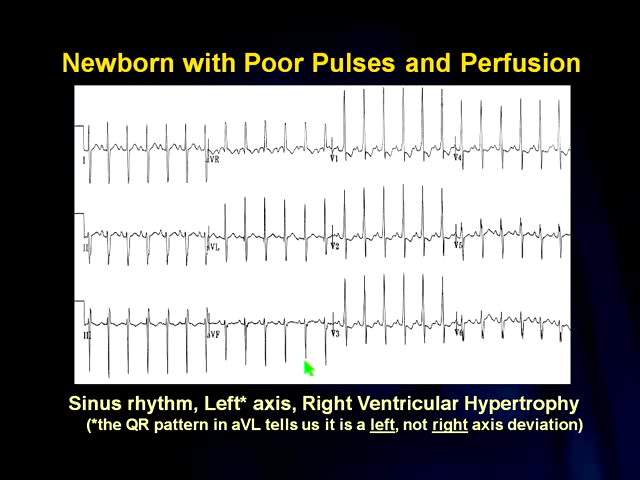 Newborn with Poor Pulses and Perfusion
I
aVR
V1
V4
II
aVL
V2
V5
III
aVF
V3
V6
Sinus rhythm, Left* axis, Right Ventricular Hypertrophy
(*the QR pattern in aVL tells us it is a left, not right axis deviation)